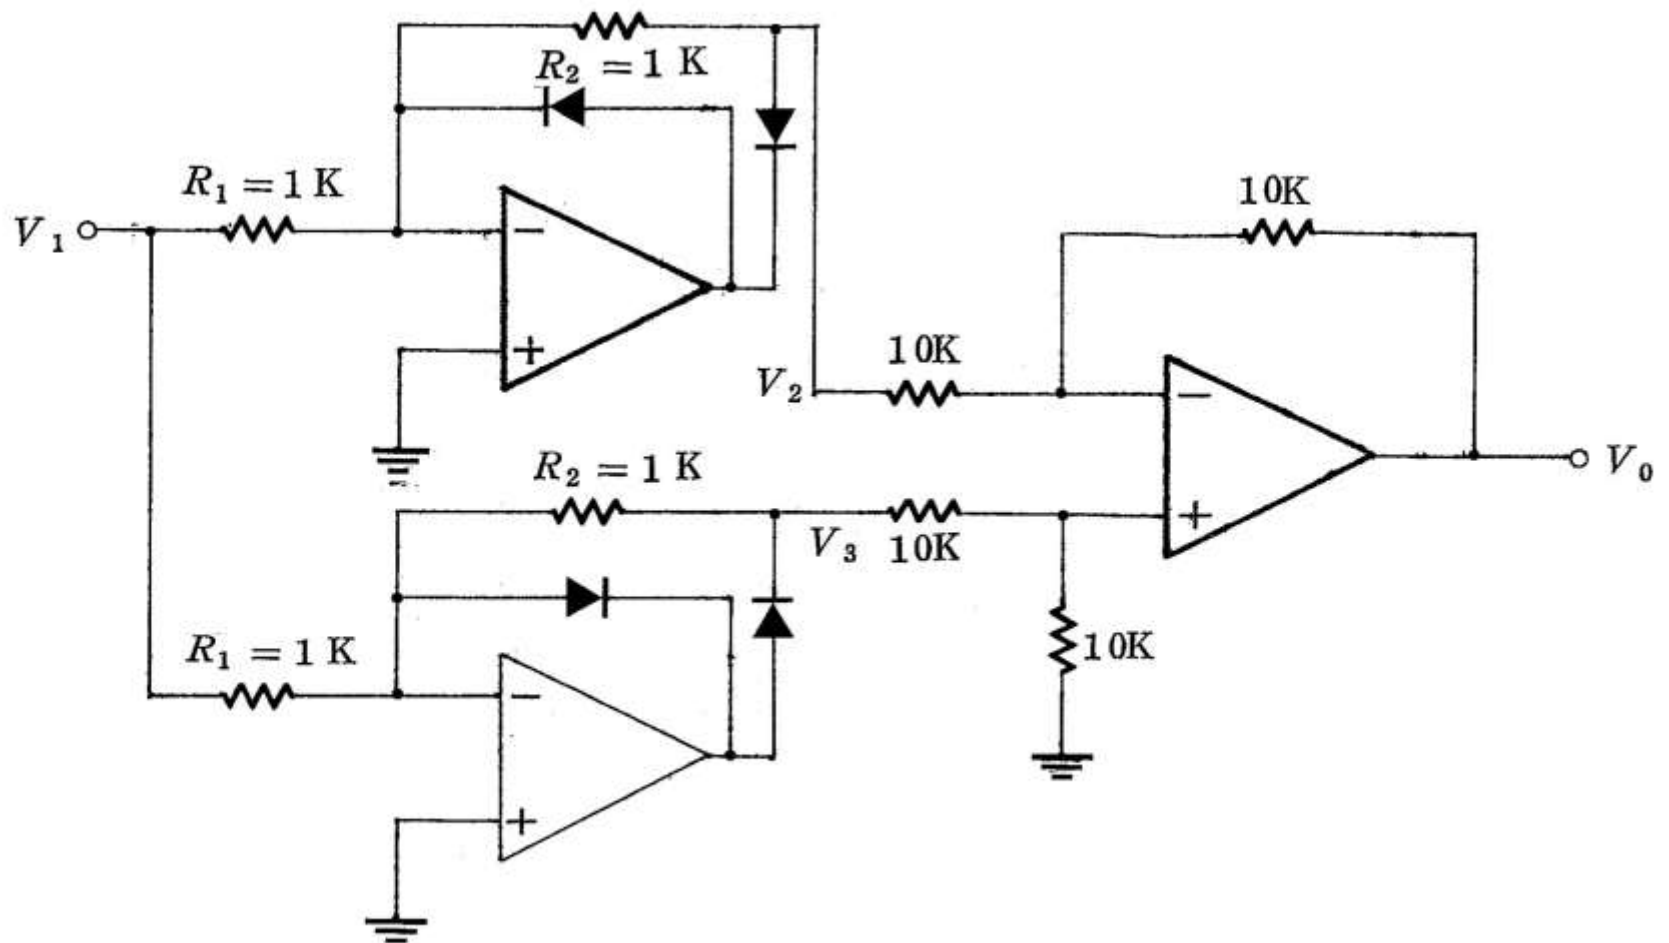 R₂ = 1 K
R₁ = 1 K
V₁
−
+
10K
10K
V₂
−
+
V₀
R₂ = 1 K
V₃
10K
10K
R₁ = 1 K
−
+